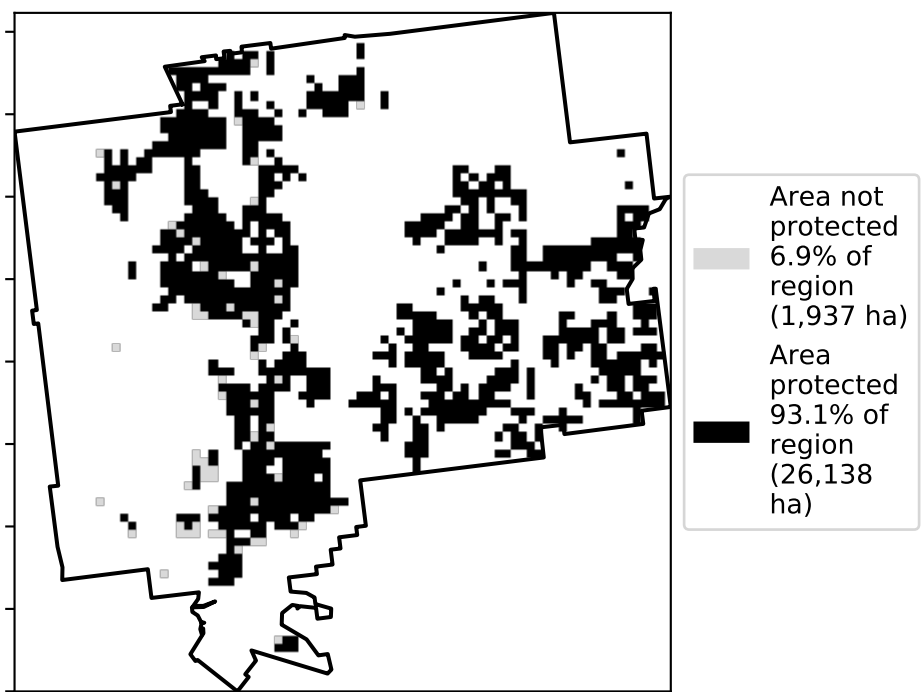 Area not
protected
6.9% of
region
(1,937 ha)
Area
protected
93.1% of
region
(26,138
ha)